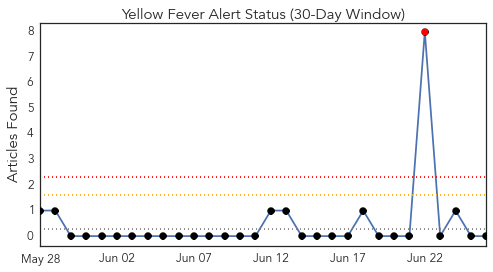 Yellow Fever Alert Status (30-Day Window)
Articles Found
8
7
6
5
4
3
2
1
0
May 28
Jun 02
Jun 07
Jun 12
Jun 17
Jun 22